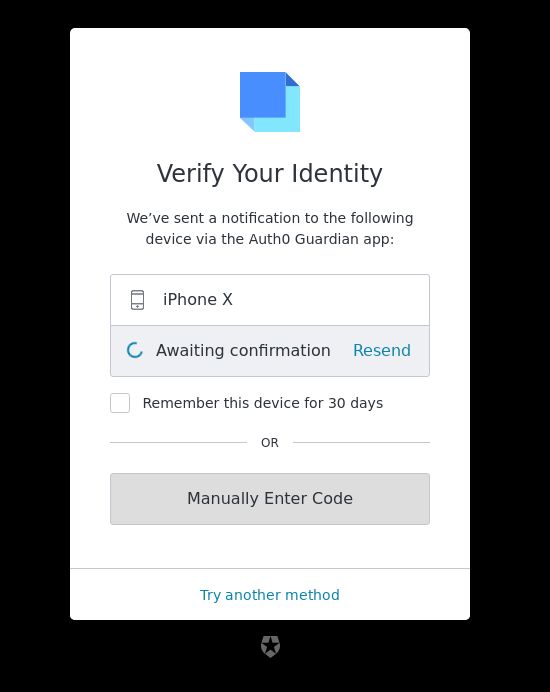 Verify Your Identity
We’ve sent a notification to the following
device via the Auth0 Guardian app:
iPhone X
Awaiting confirmation Resend
Remember this device for 30 days
OR
Manually Enter Code
Try another method